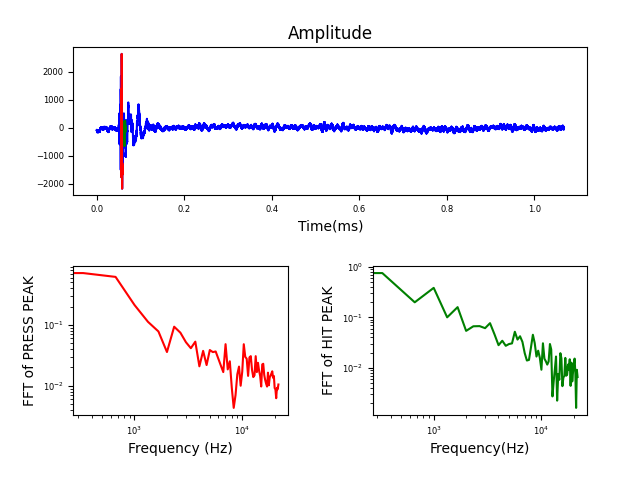 Amplitude
2000
1000
0
−1000
−2000
0.0 0.2 0.4 0.6 0.8 1.0
Time(ms)
FFT of PRESS PEAK
10⁻¹
10⁻²
10³ 10⁴
Frequency (Hz)
FFT of HIT PEAK
10⁰
10⁻¹
10⁻²
10³ 10⁴
Frequency(Hz)